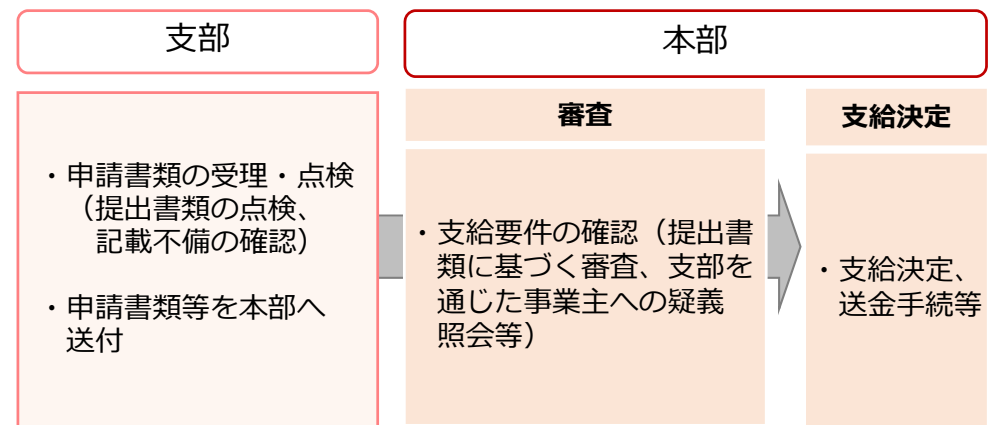 支部
本部
・申請書類の受理・点検
（提出書類の点検、
記載不備の確認）
・申請書類等を本部へ
送付
審査
・支給要件の確認（提出書
類に基づく審査、支部を
通じた事業主への疑義
照会等）
支給決定
・支給決定、
送金手続等